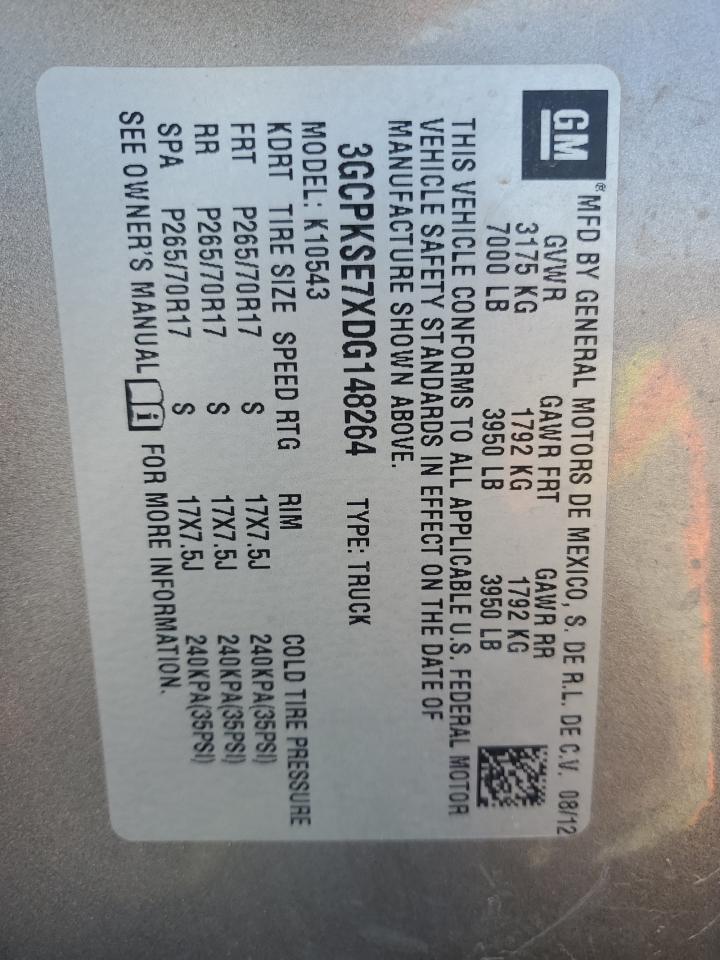 GM® MFD BY GENERAL MOTORS DE MEXICO, S. DE R.L. DE C.V. 08/12
GVWR GAWR FRT GAWR RR
3175 KG 1792 KG 1792 KG
7000 LB 3950 LB 3950 LB
THIS VEHICLE CONFORMS TO ALL APPLICABLE U.S. FEDERAL MOTOR
VEHICLE SAFETY STANDARDS IN EFFECT ON THE DATE OF
MANUFACTURE SHOWN ABOVE.
3GCPKSE7XDG148264 TYPE: TRUCK
MODEL: K10543
KDRT TIRE SIZE SPEED RTG RIM COLD TIRE PRESSURE
FRT P265/70R17 S 17X7.5J 240KPA(35PSI)
RR P265/70R17 S 17X7.5J 240KPA(35PSI)
SPA P265/70R17 S 17X7.5J 240KPA(35PSI)
SEE OWNER'S MANUAL i FOR MORE INFORMATION.